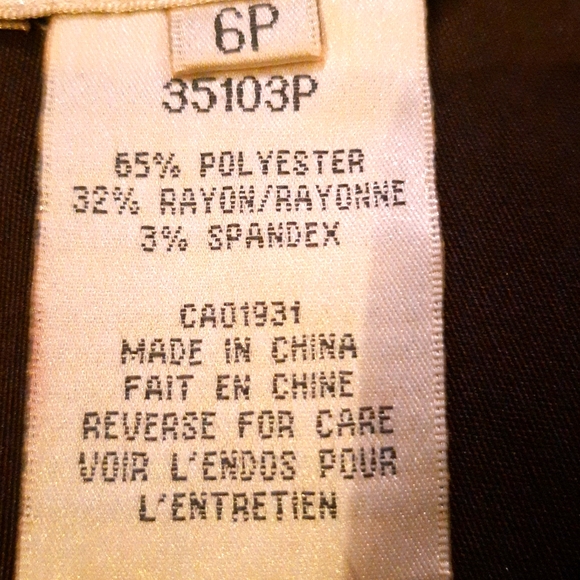 6P
35103P
65% POLYESTER
32% RAYON/RAYONNE
3% SPANDEX
CA01931
MADE IN CHINA
FAIT EN CHINE
REVERSE FOR CARE
VOIR L'ENDOS POUR
L'ENTRETIEN